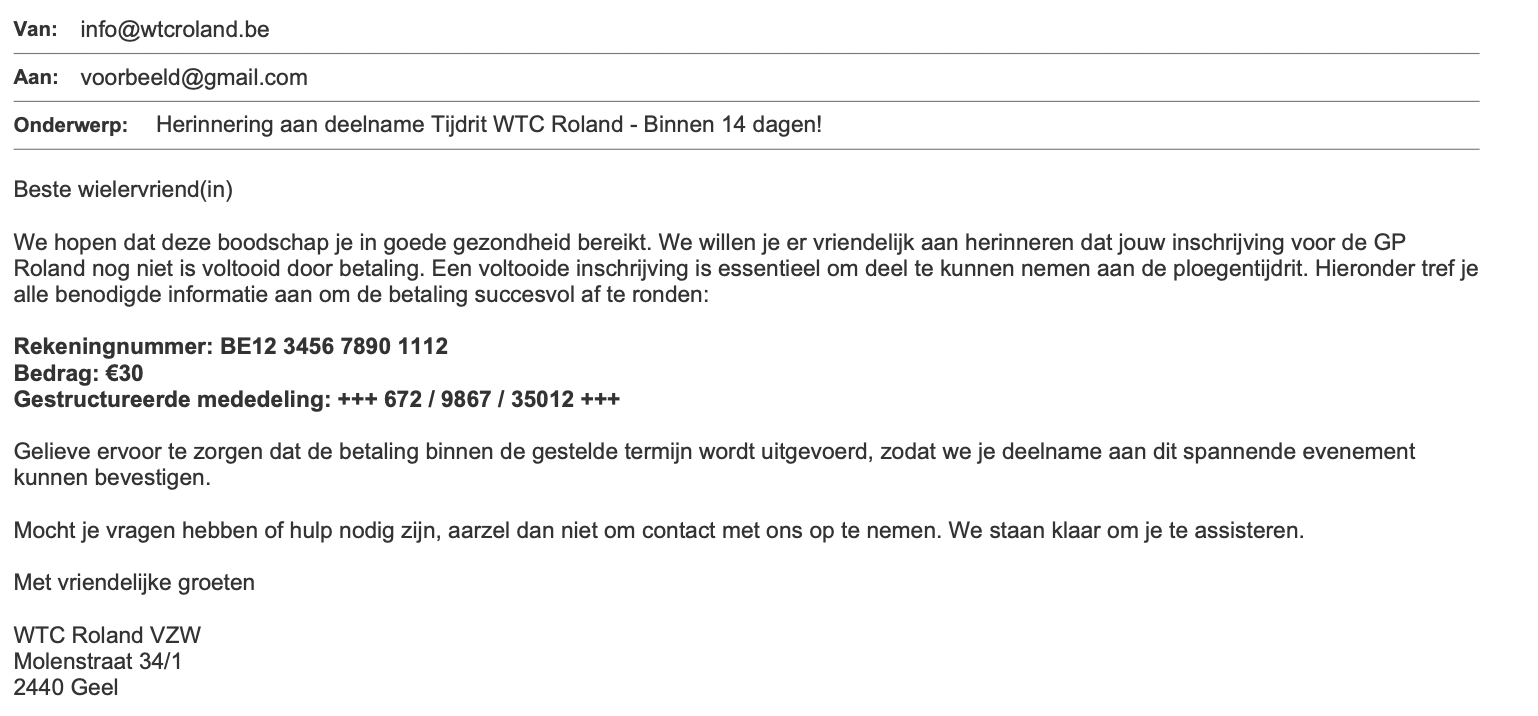 Van: info@wtcroland.be
Aan: voorbeeld@gmail.com
Onderwerp: Herinnering aan deelname Tijdrit WTC Roland - Binnen 14 dagen!
Beste wielervriend(in)
We hopen dat deze boodschap je in goede gezondheid bereikt. We willen je er vriendelijk aan herinneren dat jouw inschrijving voor de GP
Roland nog niet is voltooid door betaling. Een voltooide inschrijving is essentieel om deel te kunnen nemen aan de ploegentijdrit. Hieronder tref je
alle benodigde informatie aan om de betaling succesvol af te ronden:
Rekeningnummer: BE12 3456 7890 1112
Bedrag: €30
Gestructureerde mededeling: +++ 672 / 9867 / 35012 +++
Gelieve ervoor te zorgen dat de betaling binnen de gestelde termijn wordt uitgevoerd, zodat we je deelname aan dit spannende evenement
kunnen bevestigen.
Mocht je vragen hebben of hulp nodig zijn, aarzel dan niet om contact met ons op te nemen. We staan klaar om je te assisteren.
Met vriendelijke groeten
WTC Roland VZW
Molenstraat 34/1
2440 Geel